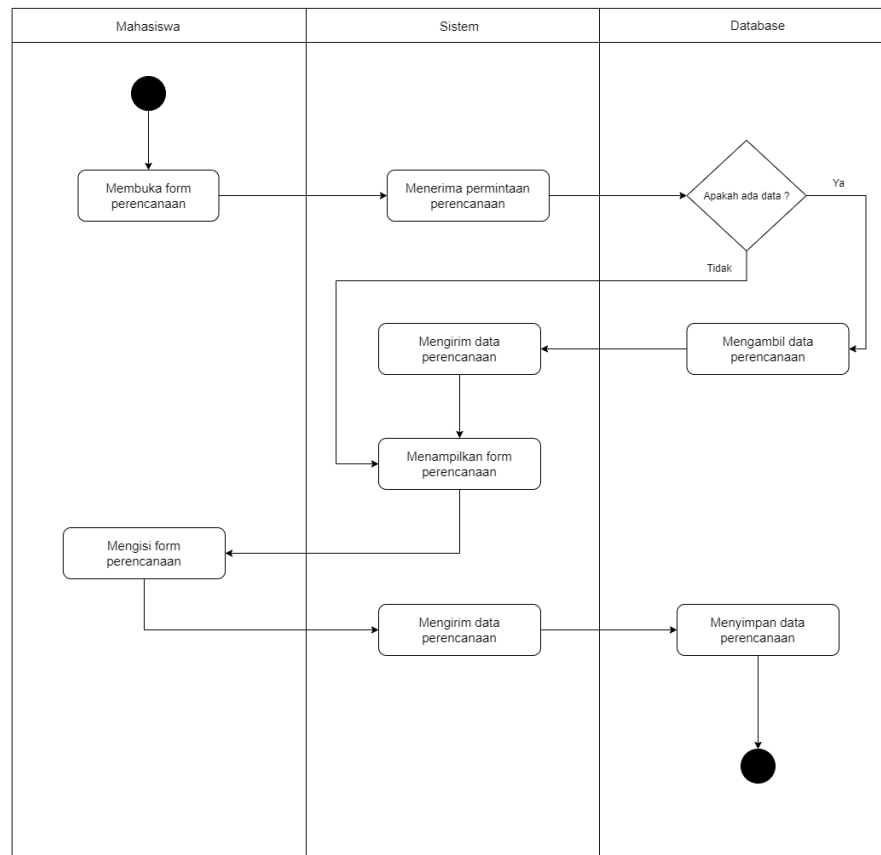 Mahasiswa
Sistem
Database
Membuka form
perencanaan
Menerima permintaan
perencanaan
Apakah ada data ?
Ya
Tidak
Mengirim data
perencanaan
Mengambil data
perencanaan
Menampilkan form
perencanaan
Mengisi form
perencanaan
Mengirim data
perencanaan
Menyimpan data
perencanaan